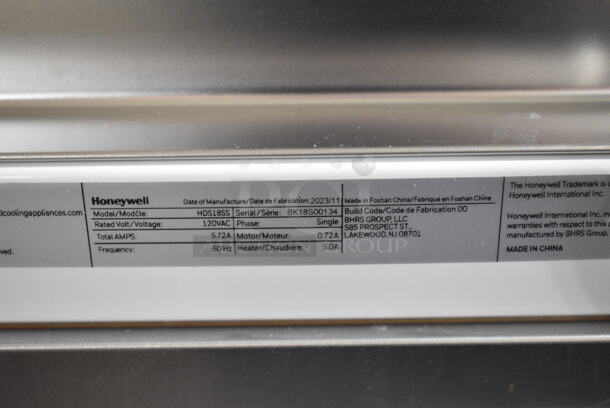 lcoolingappliances.com
ved.
Honeywell Date of Manufacture/Date de Fabrication: 2023/11
Model/Modèle: HDS18SS Serial/Série: BK18S00134
Rated Volt/Voltage: 120VAC Phase: Single
Total AMPS: 5.72A Motor/Moteur: 0.72A
Frequency: 60 Hz Heater/Chaudière: 5.0A
Made in Foshan China/Fabriqué en Foshan Chine
Build Code/Code de Fabrication 00
BHRS GROUP, LLC
585 PROSPECT ST.,
LAKEWOOD, NJ 08701
The Honeywell Trademark is
Honeywell International Inc.
Honeywell International Inc. m
warranties with respect to this
manufactured by BHRS Group,
MADE IN CHINA
GROUP